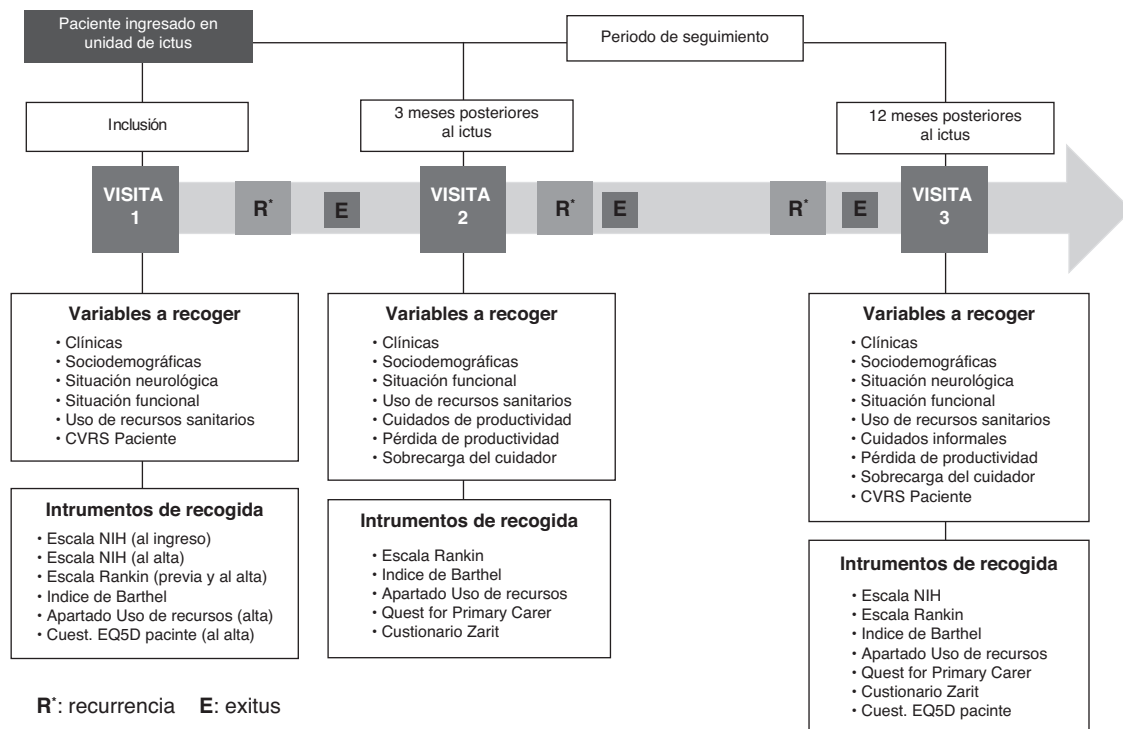 Paciente ingresado en
unidad de ictus
Periodo de seguimiento
Inclusión
3 meses posteriores
al ictus
12 meses posteriores
al ictus
VISITA
1
R*
E
VISITA
2
R*
E
R*
E
VISITA
3
Variables a recoger
• Clínicas
• Sociodemográficas
• Situación neurológica
• Situación funcional
• Uso de recursos sanitarios
• CVRS Paciente
Intrumentos de recogida
• Escala NIH (al ingreso)
• Escala NIH (al alta)
• Escala Rankin (previa y al alta)
• Indice de Barthel
• Apartado Uso de recursos (alta)
• Cuest. EQ5D pacinte (al alta)
Variables a recoger
• Clínicas
• Sociodemográficas
• Situación funcional
• Uso de recursos sanitarios
• Cuidados de productividad
• Pérdida de productividad
• Sobrecarga del cuidador
Intrumentos de recogida
• Escala Rankin
• Indice de Barthel
• Apartado Uso de recursos
• Quest for Primary Carer
• Custionario Zarit
Variables a recoger
• Clínicas
• Sociodemográficas
• Situación neurológica
• Situación funcional
• Uso de recursos sanitarios
• Cuidados informales
• Pérdida de productividad
• Sobrecarga del cuidador
• CVRS Paciente
Intrumentos de recogida
• Escala NIH
• Escala Rankin
• Indice de Barthel
• Apartado Uso de recursos
• Quest for Primary Carer
• Custionario Zarit
• Cuest. EQ5D pacinte
R*: recurrencia E: exitus